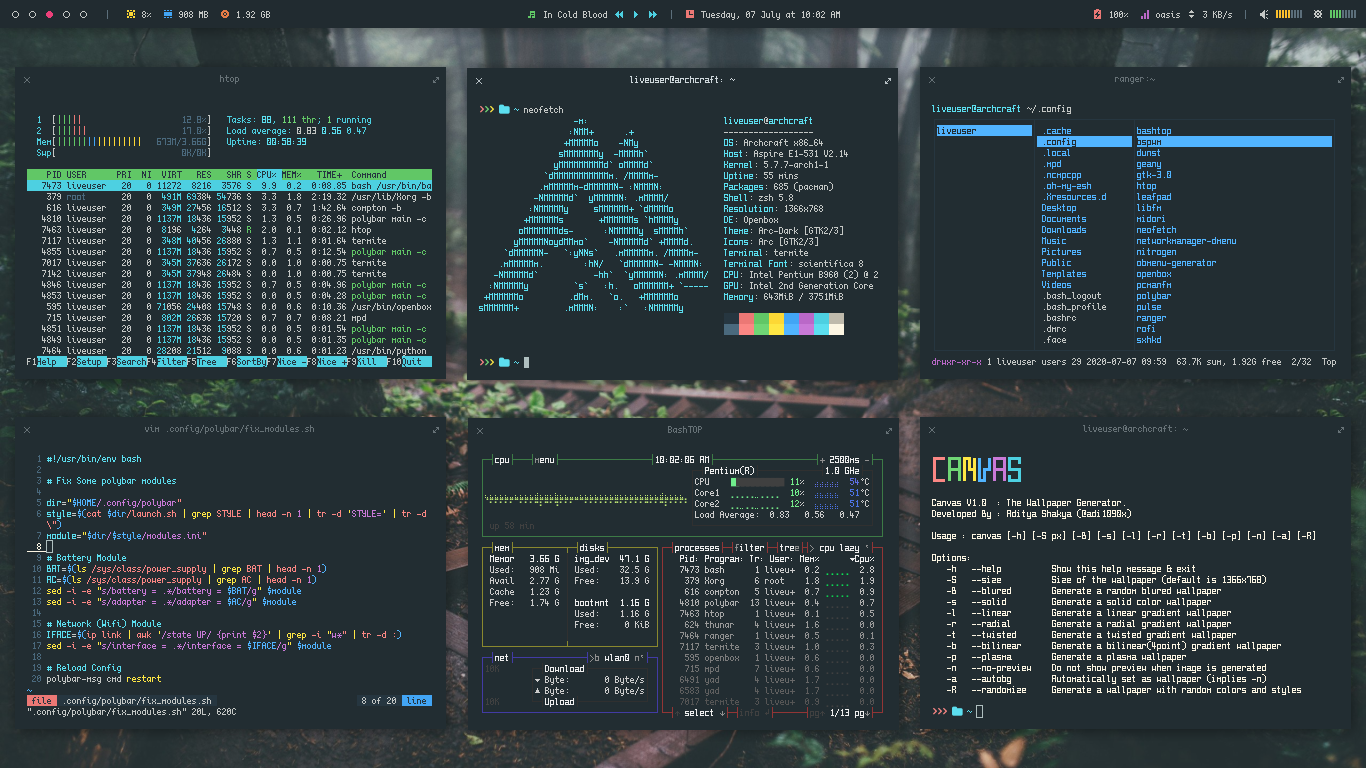 8% 908 MB 1.92 GB In Cold Blood Tuesday, 07 July at 10:02 AM 100% oasis 3 KB/s
htop
1 [||||| 12.8%] Tasks: 88, 111 thr; 1 running
2 [|||||| 17.0%] Load average: 0.83 0.56 0.47
Mem[|||||||||||||||||| 673M/3.66G] Uptime: 00:58:39
Swp[ 0K/0K]
PID USER PRI NI VIRT RES SHR S CPU% MEM% TIME+ Command
7473 liveuser 20 0 11272 8216 3576 S 9.9 0.2 0:08.85 bash /usr/bin/ba
379 root 20 0 491M 69384 54736 S 3.3 1.8 2:19.32 /usr/lib/Xorg -b
616 liveuser 20 0 349M 27456 16512 S 3.3 0.7 1:42.64 compton -b
4810 liveuser 20 0 1137M 18436 15952 S 1.3 0.5 0:26.96 polybar main -c
7463 liveuser 20 0 8196 4264 3448 R 2.0 0.1 0:02.12 htop
7117 liveuser 20 0 348M 40456 26880 S 1.3 1.1 0:01.64 termite
4855 liveuser 20 0 1137M 18436 15952 S 0.7 0.5 0:12.54 polybar main -c
7017 liveuser 20 0 345M 37636 26172 S 0.0 1.0 0:00.75 termite
7142 liveuser 20 0 345M 37948 26484 S 0.0 1.0 0:00.75 termite
4846 liveuser 20 0 1137M 18436 15952 S 0.7 0.5 0:04.96 polybar main -c
4853 liveuser 20 0 1137M 18436 15952 S 0.0 0.5 0:04.28 polybar main -c
595 liveuser 20 0 71056 24408 15748 S 0.0 0.6 0:10.36 /usr/bin/openbox
715 liveuser 20 0 802M 26638 15720 S 0.7 0.7 0:08.21 mpd
4851 liveuser 20 0 1137M 18436 15952 S 0.0 0.5 0:01.54 polybar main -c
4849 liveuser 20 0 1137M 18436 15952 S 0.0 0.5 0:01.35 polybar main -c
7464 liveuser 20 0 28208 21512 9088 S 0.0 0.6 0:01.23 /usr/bin/python
F1Help F2Setup F3SearchF4FilterF5Tree F6SortByF7Nice -F8Nice +F9Kill F10Quit
liveuser@archcraft: ~
~ neofetch
liveuser@archcraft
------------------
OS: Archcraft x86_64
Host: Aspire E1-531 V2.14
Kernel: 5.7.7-arch1-1
Uptime: 55 mins
Packages: 685 (pacman)
Shell: zsh 5.8
Resolution: 1366x768
DE: Openbox
Theme: Arc-Dark [GTK2/3]
Icons: Arc [GTK2/3]
Terminal: termite
Terminal Font: scientifica 8
CPU: Intel Pentium B960 (2) @ 2
GPU: Intel 2nd Generation Core
Memory: 643MiB / 3751MiB
~
ranger:~
liveuser@archcraft ~/.config
liveuser .cache bashtop
.config bspwm
.local dunst
.mpd geany
.ncmpcpp gtk-3.0
.oh-my-zsh htop
.Xresources.d leafpad
Desktop libfm
Documents midori
Downloads neofetch
Music networkmanager-dmenu
Pictures nitrogen
Public obmenu-generator
Templates openbox
Videos pcmanfm
.bash_logout polybar
.bash_profile pulse
.bashrc ranger
.dmrc rofi
.face sxhkd
drwxr-xr-x 1 liveuser users 29 2020-07-07 09:59 63.7K sum, 1.92G free 2/32 Top
vim .config/polybar/fix_modules.sh
1 #!/usr/bin/env bash
2
3 # Fix Some polybar modules
4
5 dir="$HOME/.config/polybar"
6 style=$(cat $dir/launch.sh | grep STYLE | head -n 1 | tr -d 'STYLE=' | tr -d
\")
7 module="$dir/$style/modules.ini"
8
9 # Battery Module
10 BAT=$(ls /sys/class/power_supply | grep BAT | head -n 1)
11 AC=$(ls /sys/class/power_supply | grep AC | head -n 1)
12 sed -i -e "s/battery = .*/battery = $BAT/g" $module
13 sed -i -e "s/adapter = .*/adapter = $AC/g" $module
14
15 # Network (Wifi) Module
16 IFACE=$(ip link | awk '/state UP/ {print $2}' | grep -i "w*" | tr -d :)
17 sed -i -e "s/interface = .*/interface = $IFACE/g" $module
18
19 # Reload Config
20 polybar-msg cmd restart
~
file .config/polybar/fix_modules.sh 8 of 20 line
".config/polybar/fix_modules.sh" 20L, 620C
BashTOP
cpu menu 10:02:06 AM + 2500ms -
Pentium(R) 1.0 GHz
CPU 11% 54°C
Core1 10% 51°C
Core2 12% 51°C
Load Average: 0.83 0.56 0.47
up 58 min
mem disks
Memor 3.66 G img_dev 47.1 G
Used: 908 Mi Used: 32.5 G
Avail 2.77 G Free: 13.9 G
Cache 1.23 G
Free: 1.74 G bootmnt 1.16 G
Used: 1.16 G
Free: 0 KiB
net >b wlan0 n
10K Download
▼ Byte: 0 Byte/s
▲ Byte: 0 Byte/s
10K Upload
processes filter tree > cpu lazy
Pid: Program: Tr: User: Mem% ▼Cpu%
7473 bash 1 liveu+ 0.2 2.8
379 Xorg 6 root 1.8 1.9
616 compton 5 liveu+ 0.7 0.9
4810 polybar 13 liveu+ 0.4 0.7
7463 htop 1 liveu+ 0.1 0.5
624 thunar 4 liveu+ 1.6 0.0
7464 ranger 1 liveu+ 0.5 0.1
7117 termite 3 liveu+ 1.0 0.3
595 openbox 1 liveu+ 0.6 0.1
715 mpd 7 liveu+ 0.6 0.0
6491 yad 4 liveu+ 1.7 0.0
6583 yad 4 liveu+ 1.7 0.0
7017 termite 3 liveu+ 0.9 0.0
select ↓ info ↲ pg↑ 1/13 pg↓
liveuser@archcraft: ~
CANVAS
Canvas V1.0 : The Wallpaper Generator.
Developed By : Aditya Shakya (@adi1090x)
Usage : canvas [-h] [-S px] [-B] [-s] [-l] [-r] [-t] [-b] [-p] [-n] [-a] [-R]
Options:
-h --help Show this help message & exit
-S --size Size of the wallpaper (default is 1366x768)
-B --blured Generate a random blured wallpaper
-s --solid Generate a solid color wallpaper
-l --linear Generate a linear gradient wallpaper
-r --radial Generate a radial gradient wallpaper
-t --twisted Generate a twisted gradient wallpaper
-b --bilinear Generate a bilinear(4point) gradient wallpaper
-p --plasma Generate a plasma wallpaper
-n --no-preview Do not show preview when image is generated
-a --autobg Automatically set as wallpaper (implies -n)
-R --randomize Generate a wallpaper with random colors and styles
~